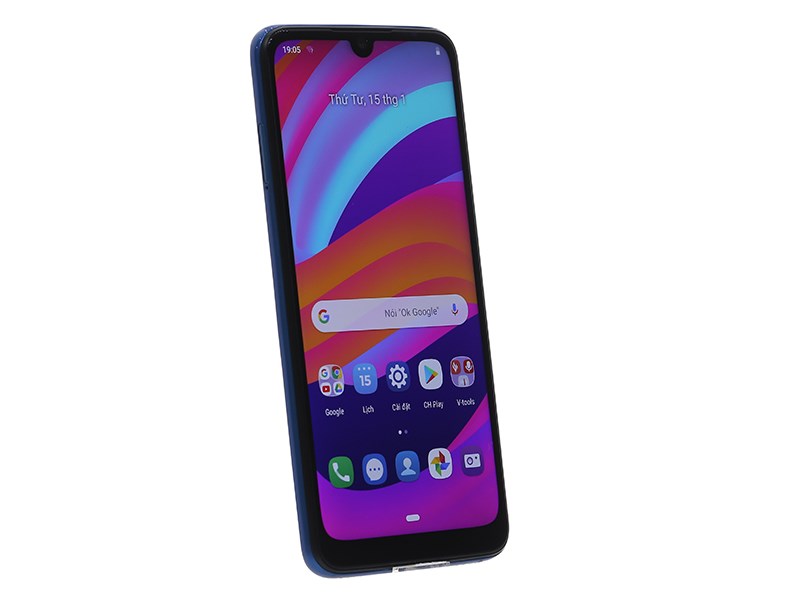 19:05
Thứ Tư, 15 thg 1
G
Nói "Ok Google"
15
Google
Lịch
Cài đặt
CH Play
V-tools